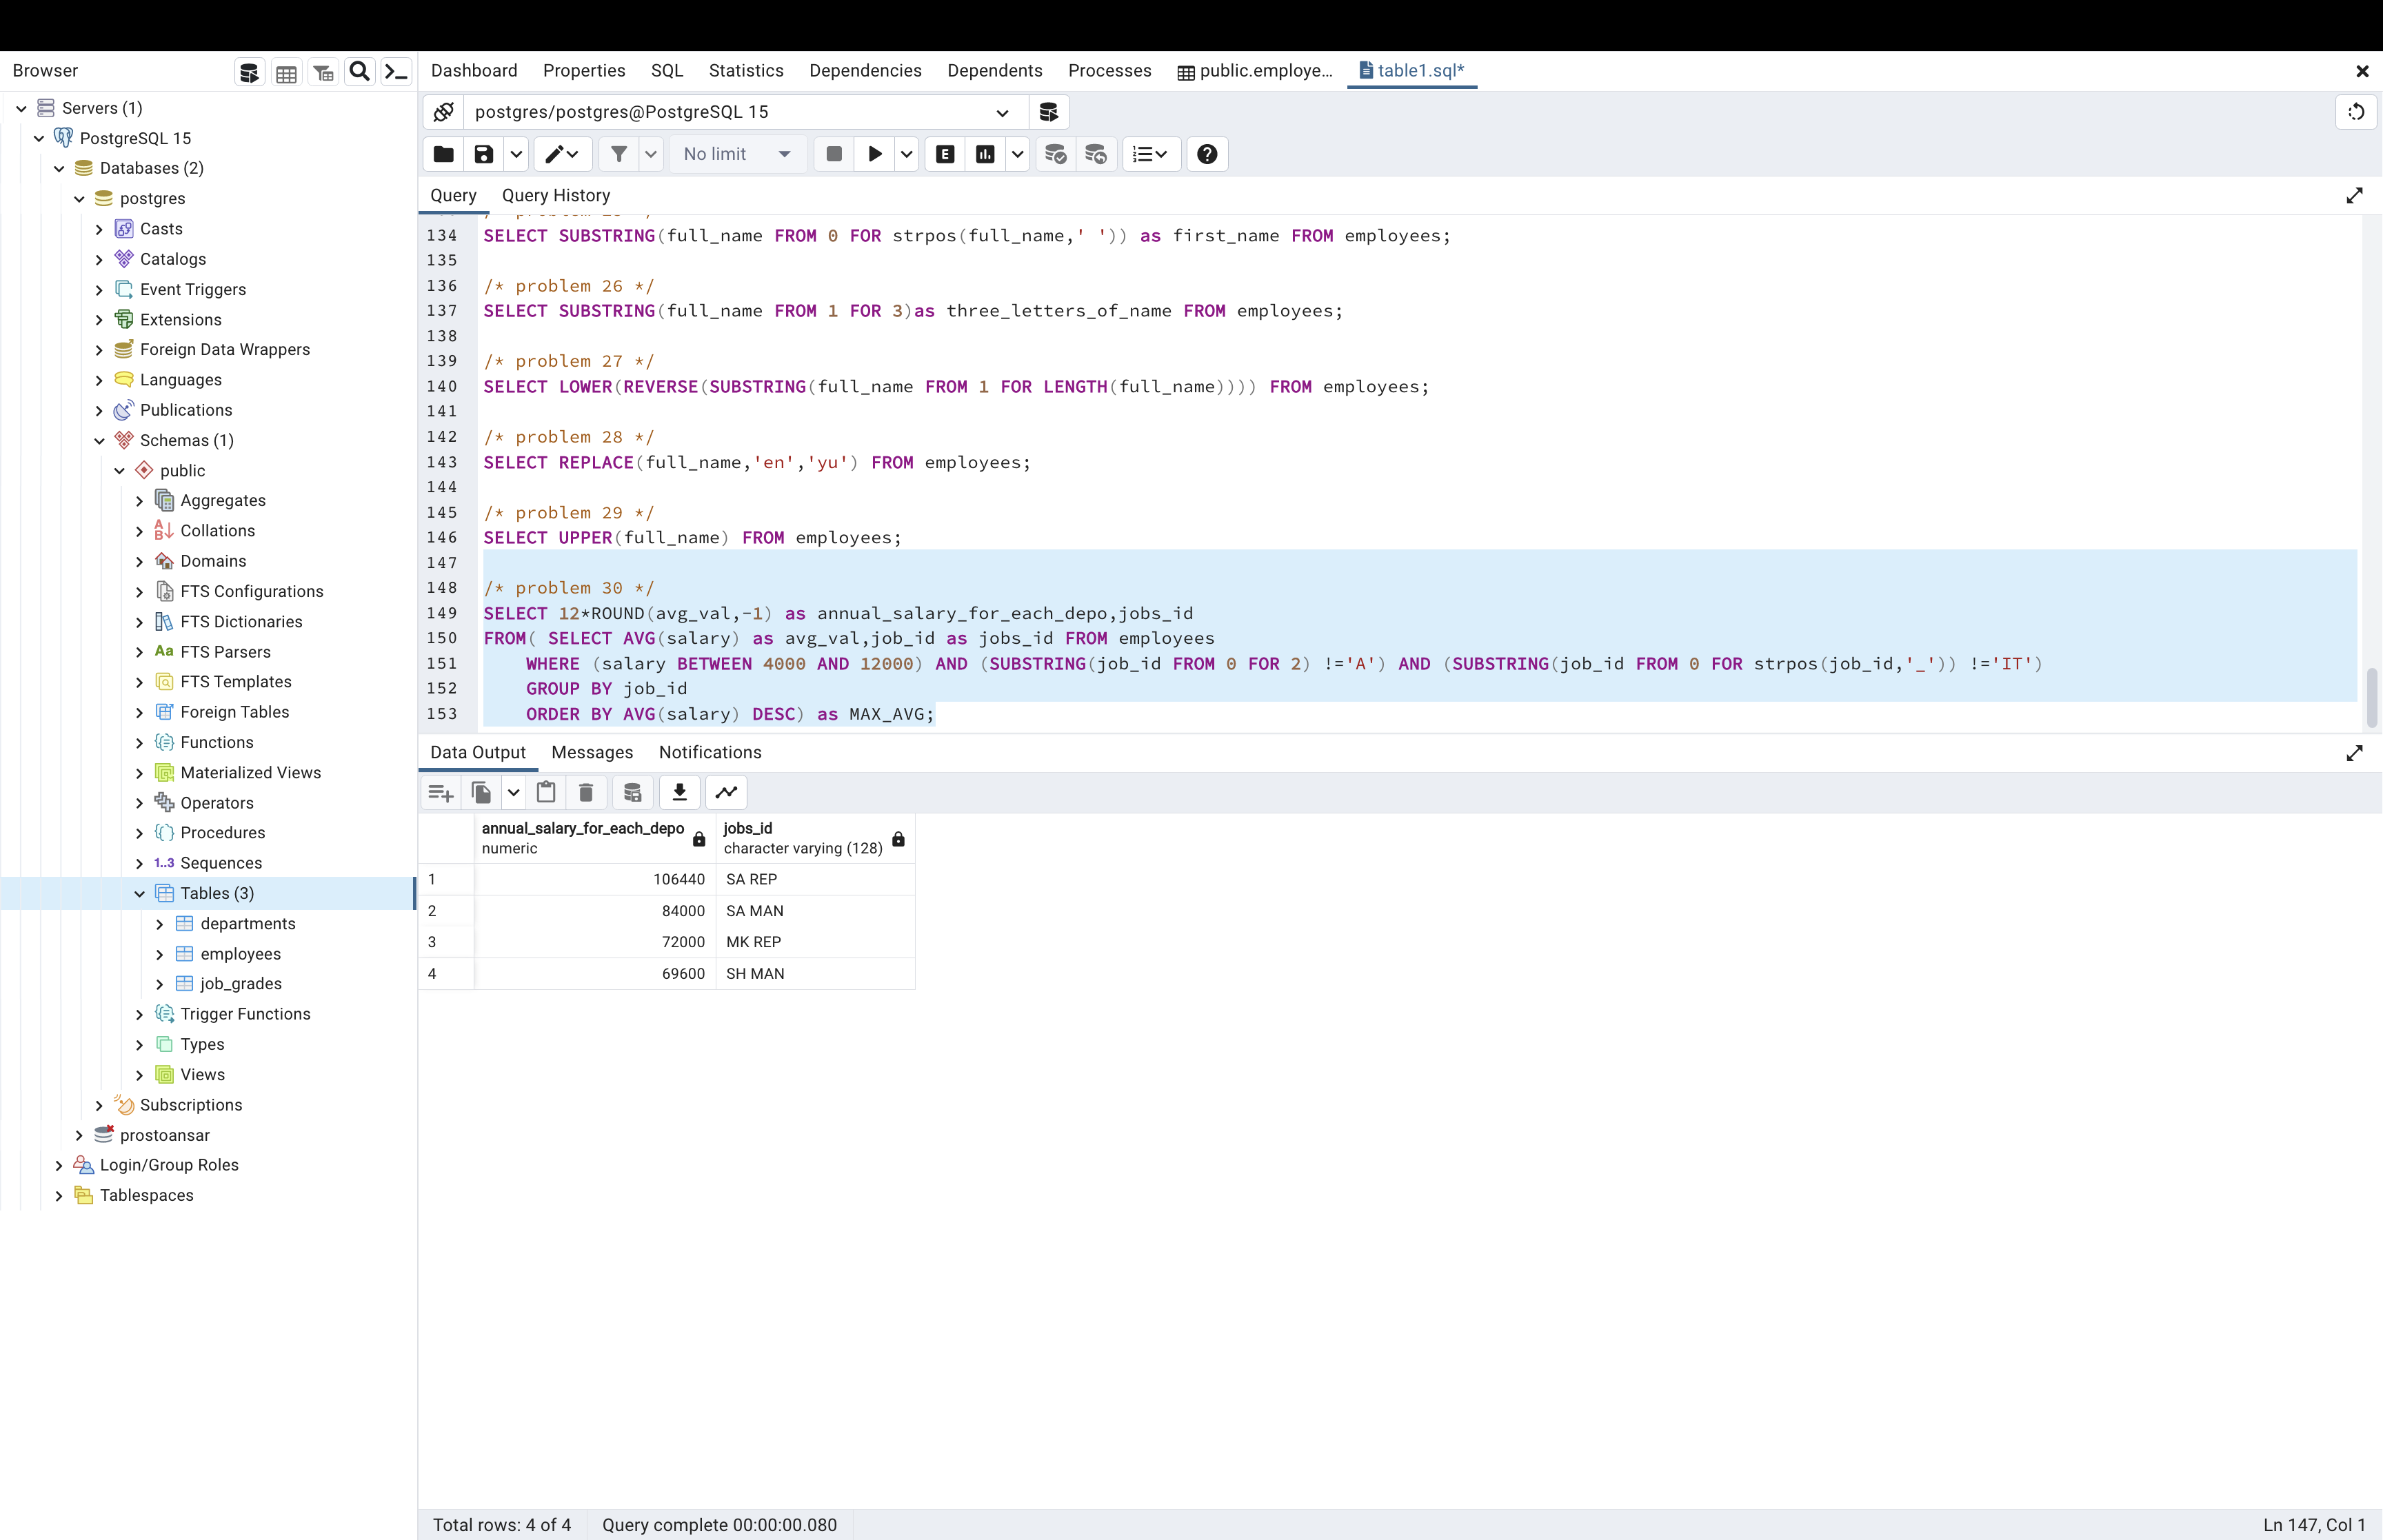 Browser
Dashboard Properties SQL Statistics Dependencies Dependents Processes public.employe... table1.sql*
Servers (1)
PostgreSQL 15
Databases (2)
postgres
Casts
Catalogs
Event Triggers
Extensions
Foreign Data Wrappers
Languages
Publications
Schemas (1)
public
Aggregates
Collations
Domains
FTS Configurations
FTS Dictionaries
Aa FTS Parsers
FTS Templates
Foreign Tables
Functions
Materialized Views
Operators
Procedures
1..3 Sequences
Tables (3)
departments
employees
job_grades
Trigger Functions
Types
Views
Subscriptions
prostoansar
Login/Group Roles
Tablespaces
postgres/postgres@PostgreSQL 15
No limit
E
Query Query History
134 SELECT SUBSTRING(full_name FROM 0 FOR strpos(full_name,' ')) as first_name FROM employees;
135
136 /* problem 26 */
137 SELECT SUBSTRING(full_name FROM 1 FOR 3)as three_letters_of_name FROM employees;
138
139 /* problem 27 */
140 SELECT LOWER(REVERSE(SUBSTRING(full_name FROM 1 FOR LENGTH(full_name)))) FROM employees;
141
142 /* problem 28 */
143 SELECT REPLACE(full_name,'en','yu') FROM employees;
144
145 /* problem 29 */
146 SELECT UPPER(full_name) FROM employees;
147
148 /* problem 30 */
149 SELECT 12*ROUND(avg_val,-1) as annual_salary_for_each_depo,jobs_id
150 FROM( SELECT AVG(salary) as avg_val,job_id as jobs_id FROM employees
151 WHERE (salary BETWEEN 4000 AND 12000) AND (SUBSTRING(job_id FROM 0 FOR 2) !='A') AND (SUBSTRING(job_id FROM 0 FOR strpos(job_id,'_')) !='IT')
152 GROUP BY job_id
153 ORDER BY AVG(salary) DESC) as MAX_AVG;
Data Output Messages Notifications
annual_salary_for_each_depo jobs_id
numeric character varying (128)
1 106440 SA REP
2 84000 SA MAN
3 72000 MK REP
4 69600 SH MAN
Total rows: 4 of 4 Query complete 00:00:00.080 Ln 147, Col 1